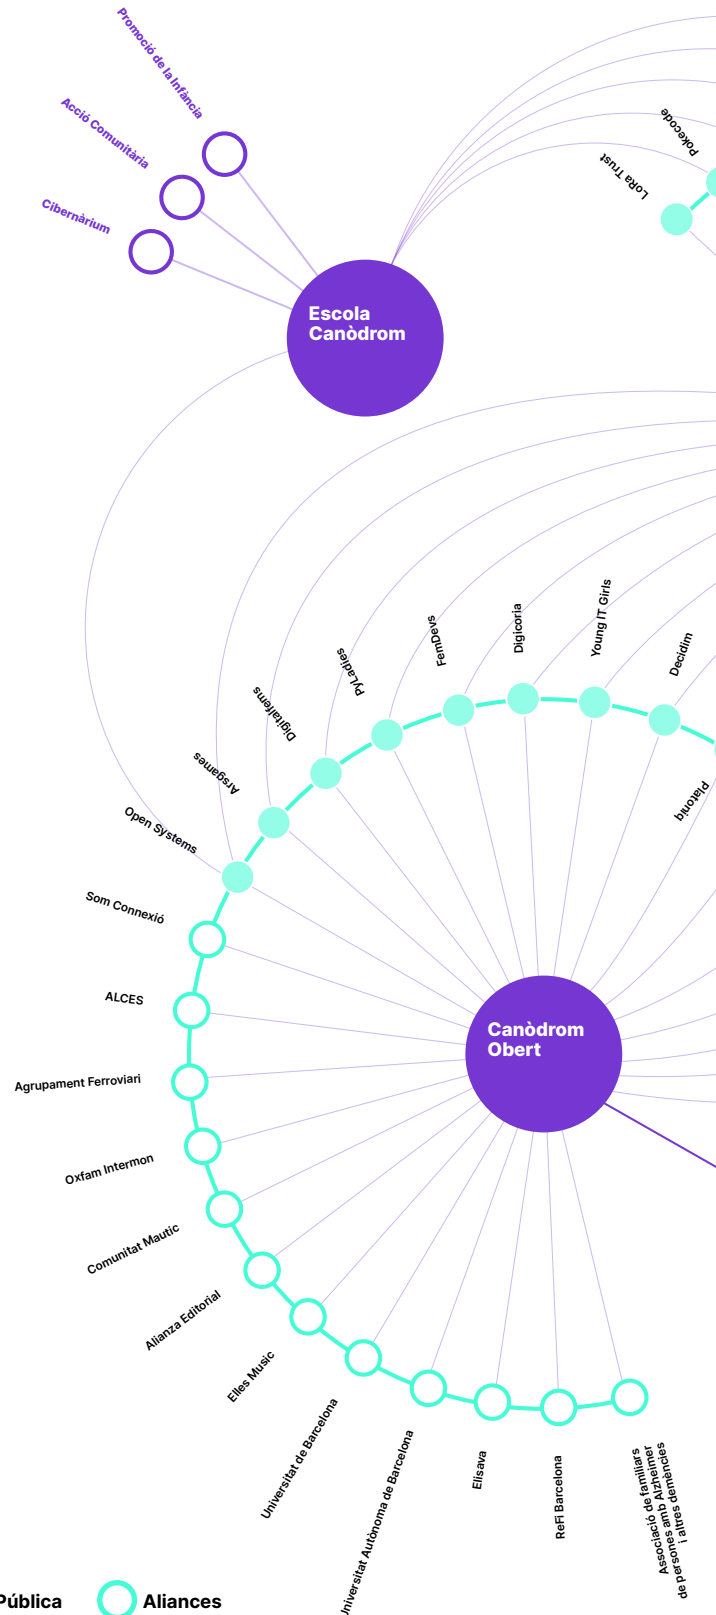 Promoció de la Infància
Acció Comunitària
Cibernàrium
Pokecode
LoRa Trust
Escola
Canòdrom
Young IT Girls
Digicoria
FemDevs
Decidim
PyLadies
Digitalfems
Arsgames
Platoniq
Open Systems
Som Connexió
ALCES
Canòdrom
Obert
Agrupament Ferroviari
Oxfam Intermon
Comunitat Mautic
Alianza Editorial
Elles Music
Universitat de Barcelona
Universitat Autònoma de Barcelona
Elisava
ReFi Barcelona
Associació de familiars
de persones amb Alzheimer
i altres demències
Pública
Aliances